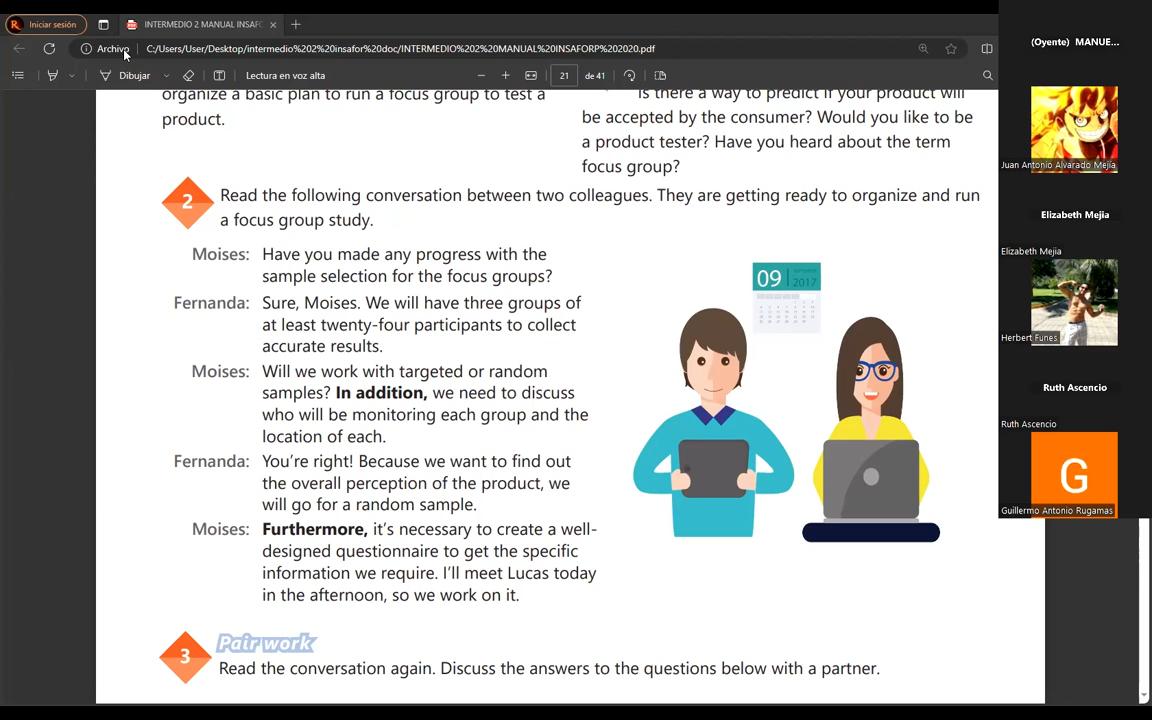 Iniciar sesión
INTERMEDIO 2 MANUAL INSAFOR
Archivo
C:/Users/User/Desktop/intermedio%202%20insafor%20doc/INTERMEDIO%202%20MANUAL%20INSAFORP%202020.pdf
Dibujar
Lectura en voz alta
21
de 41
organize a basic plan to run a focus group to test a
product.
Is there a way to predict if your product will
be accepted by the consumer? Would you like to be
a product tester? Have you heard about the term
focus group?
2
Read the following conversation between two colleagues. They are getting ready to organize and run
a focus group study.
Moises: Have you made any progress with the
sample selection for the focus groups?
Fernanda: Sure, Moises. We will have three groups of
at least twenty-four participants to collect
accurate results.
Moises: Will we work with targeted or random
samples? In addition, we need to discuss
who will be monitoring each group and the
location of each.
Fernanda: You're right! Because we want to find out
the overall perception of the product, we
will go for a random sample.
Moises: Furthermore, it's necessary to create a well-
designed questionnaire to get the specific
information we require. I'll meet Lucas today
in the afternoon, so we work on it.
09
2017
3
Pair work
Read the conversation again. Discuss the answers to the questions below with a partner.
(Oyente) MANUE...
Juan Antonio Alvarado Mejía
Elizabeth Mejia
Elizabeth Mejia
Herbert Funes
Ruth Ascencio
Ruth Ascencio
G
Guillermo Antonio Rugamas